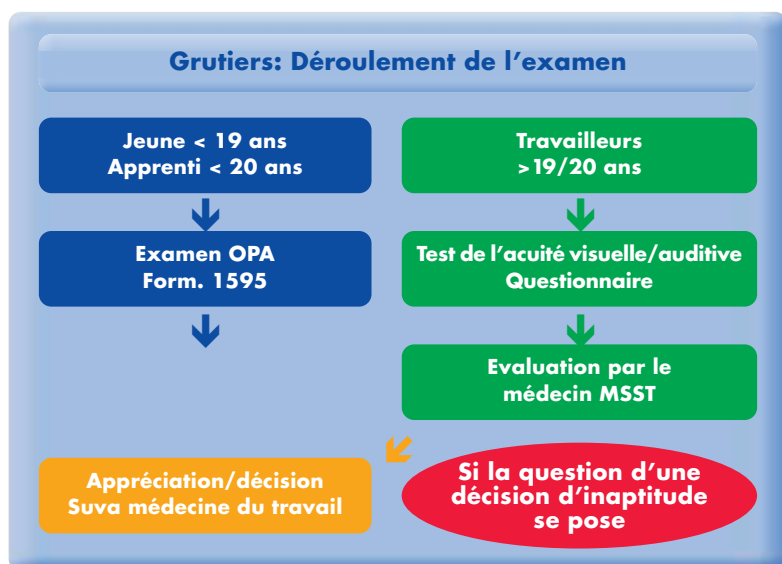 Grutiers: Déroulement de l’examen
Jeune < 19 ans
Apprenti < 20 ans
Travailleurs
>19/20 ans
Examen OPA
Form. 1595
Test de l’acuité visuelle/auditive
Questionnaire
Evaluation par le
médecin MSST
Appréciation/décision
Suva médecine du travail
Si la question d’une
décision d’inaptitude
se pose